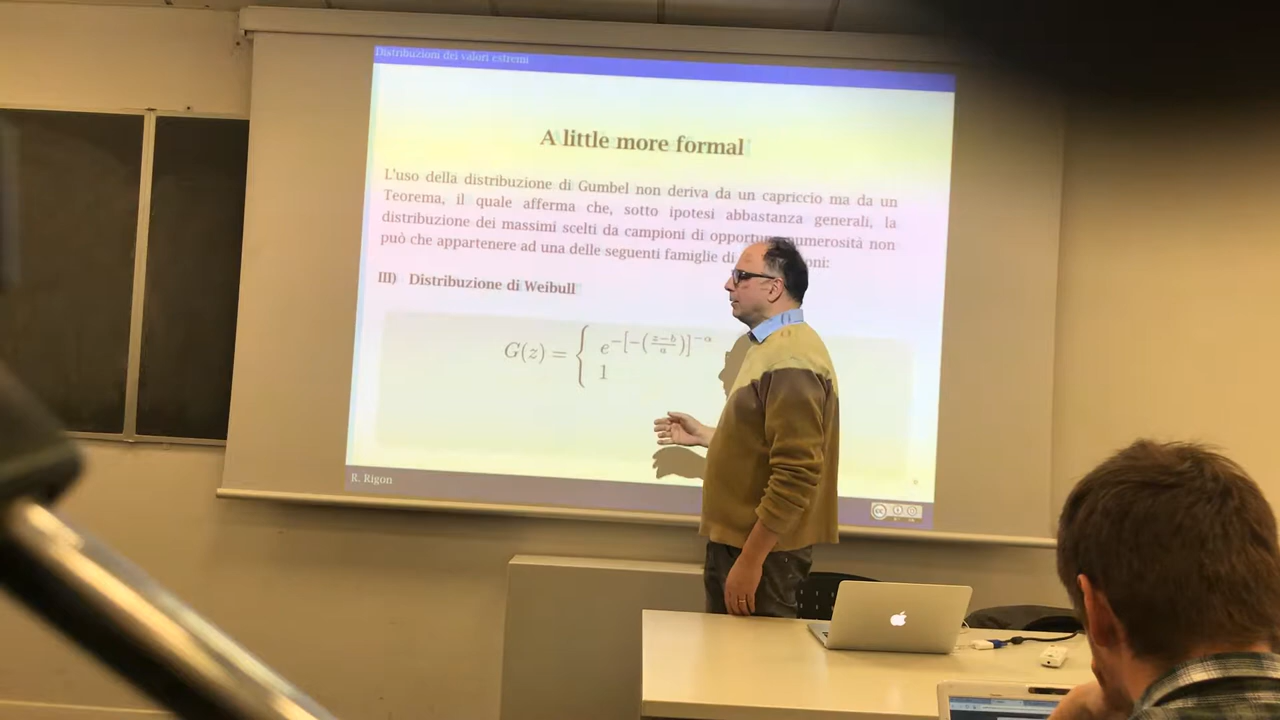 Distribuzioni dei valori estremi
A little more formal
L'uso della distribuzione di Gumbel non deriva da un capriccio ma da un
Teorema, il quale afferma che, sotto ipotesi abbastanza generali, la
distribuzione dei massimi scelti da campioni di numerosità non
può che appartenere ad una delle seguenti famiglie di
III) Distribuzione di Weibull
G(z) = { e^{-[-((z-b)/a)]^{-α}}
1
R. Rigon
cc